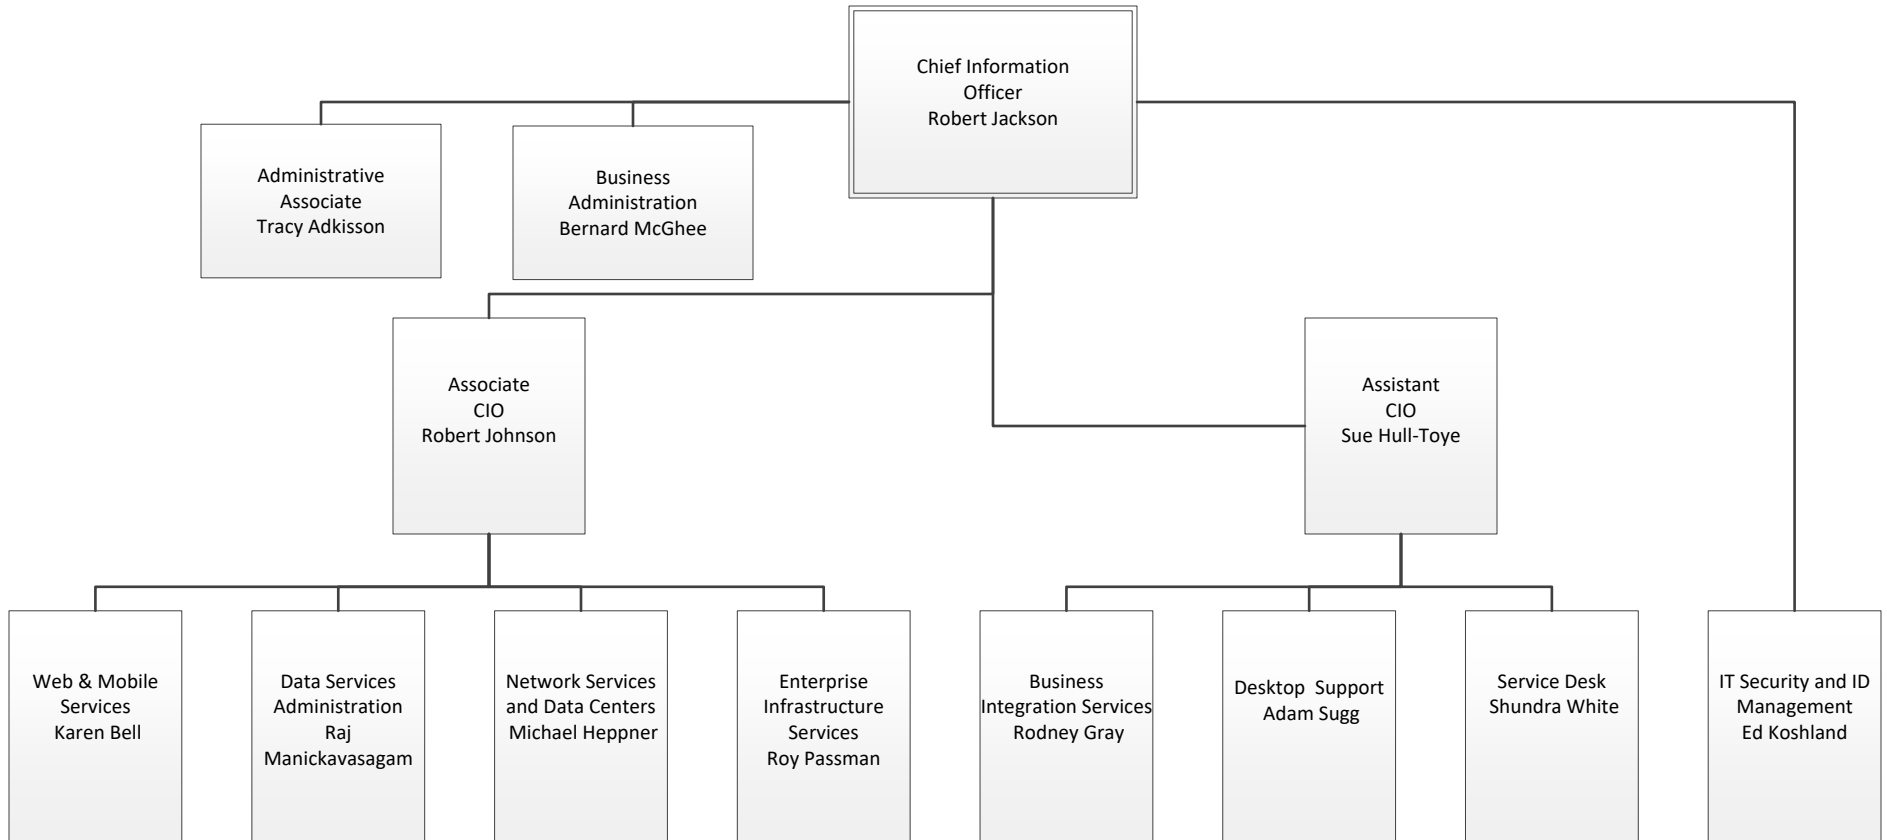 Chief Information
Officer
Robert Jackson
Administrative
Associate
Tracy Adkisson
Business
Administration
Bernard McGhee
Associate
CIO
Robert Johnson
Assistant
CIO
Sue Hull-Toye
Web & Mobile
Services
Karen Bell
Data Services
Administration
Raj
Manickavasagam
Network Services
and Data Centers
Michael Heppner
Enterprise
Infrastructure
Services
Roy Passman
Business
Integration Services
Rodney Gray
Desktop  Support
Adam Sugg
Service Desk
Shundra White
IT Security and ID
Management
Ed Koshland